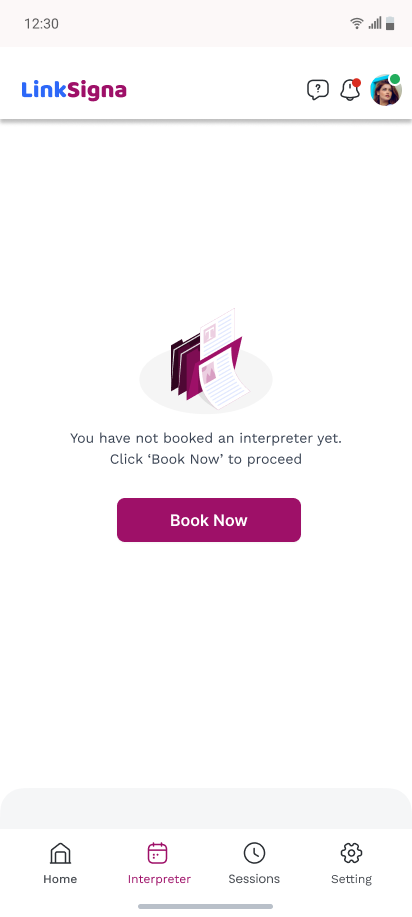 12:30
LinkSigna
You have not booked an interpreter yet.
Click ‘Book Now’ to proceed
Book Now
Home
Interpreter
Sessions
Setting